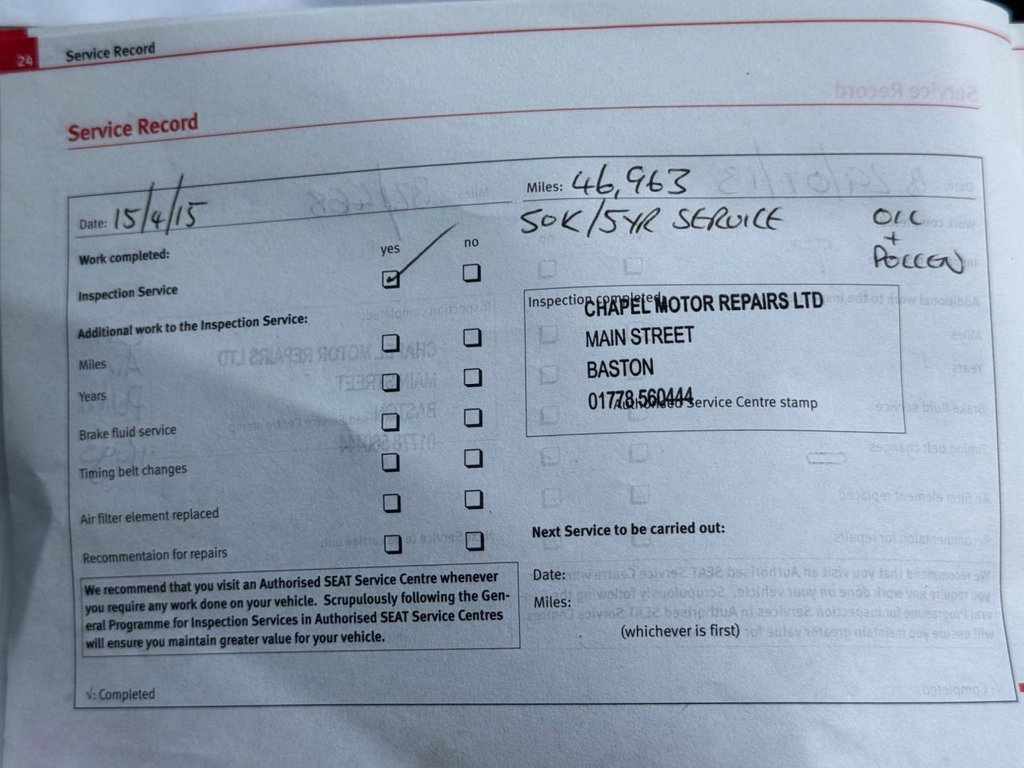 24
Service Record
Service Record
Date: 15/4/15
Miles: 46,963
50K/5YR SERVICE
OIL
+
POLLEN
Work completed:
yes no
Inspection Service
Additional work to the Inspection Service:
Miles
Years
Brake fluid service
Timing belt changes
Air filter element replaced
Recommentaion for repairs
Inspection completed
CHAPEL MOTOR REPAIRS LTD
MAIN STREET
BASTON
01778 560444
Authorised Service Centre stamp
Next Service to be carried out:
Date:
Miles:
(whichever is first)
We recommend that you visit an Authorised SEAT Service Centre whenever
you require any work done on your vehicle. Scrupulously following the Gen-
eral Programme for Inspection Services in Authorised SEAT Service Centres
will ensure you maintain greater value for your vehicle.
√: Completed